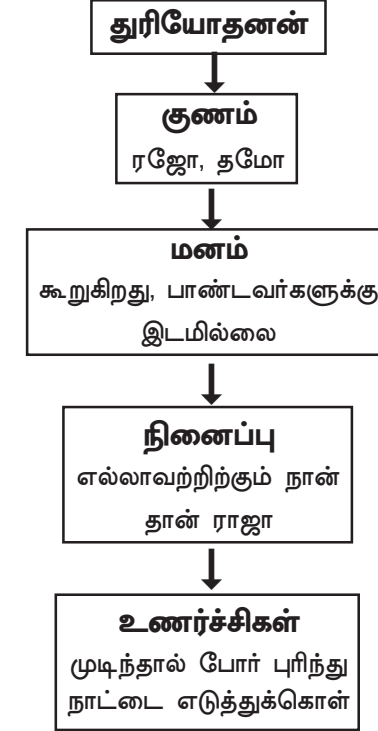 துரியோதனன்
குணம்
ரஜோ, தமோ
மனம்
கூறுகிறது, பாண்டவர்களுக்கு
இடமில்லை
நினைப்பு
எல்லாவற்றிற்கும் நான்
தான் ராஜா
உணர்ச்சிகள்
முடிந்தால் போர் புரிந்து
நாட்டை எடுத்துக்கொள்